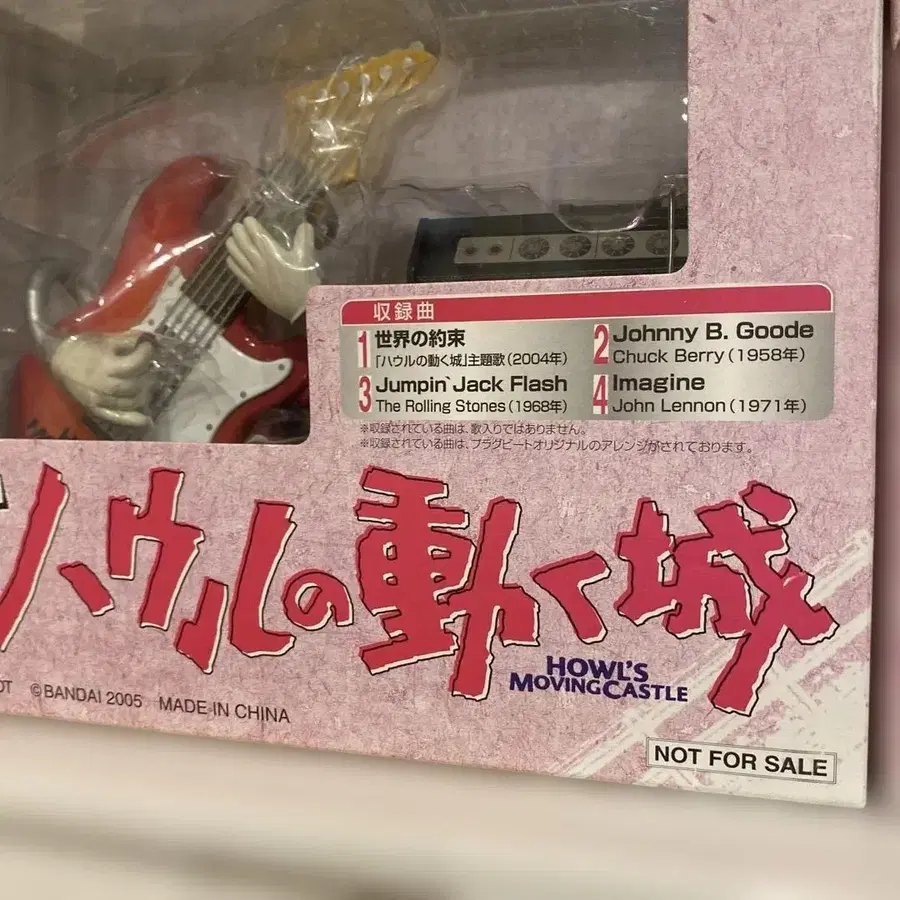 収録曲
1 世界の約束
「ハウルの動く城」主題歌(2004年)
2 Johnny B. Goode
Chuck Berry(1958年)
3 Jumpin`Jack Flash
The Rolling Stones(1968年)
4 Imagine
John Lennon(1971年)
※収録されている曲は、歌入りではありません。
※収録されている曲は、プラグビートオリジナルのアレンジがされております。
ハウルの動く城
HOWL'S
MOVING CASTLE
©BANDAI 2005 MADE IN CHINA
NOT FOR SALE